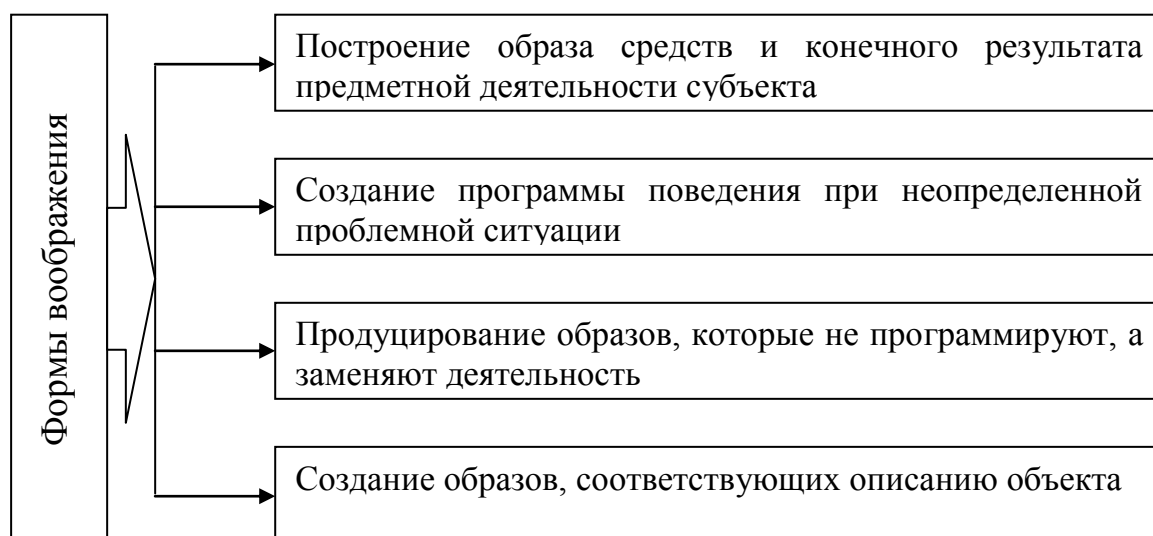 Формы воображения
Построение образа средств и конечного результата
предметной деятельности субъекта
Создание программы поведения при неопределенной
проблемной ситуации
Продуцирование образов, которые не программируют, а
заменяют деятельность
Создание образов, соответствующих описанию объекта